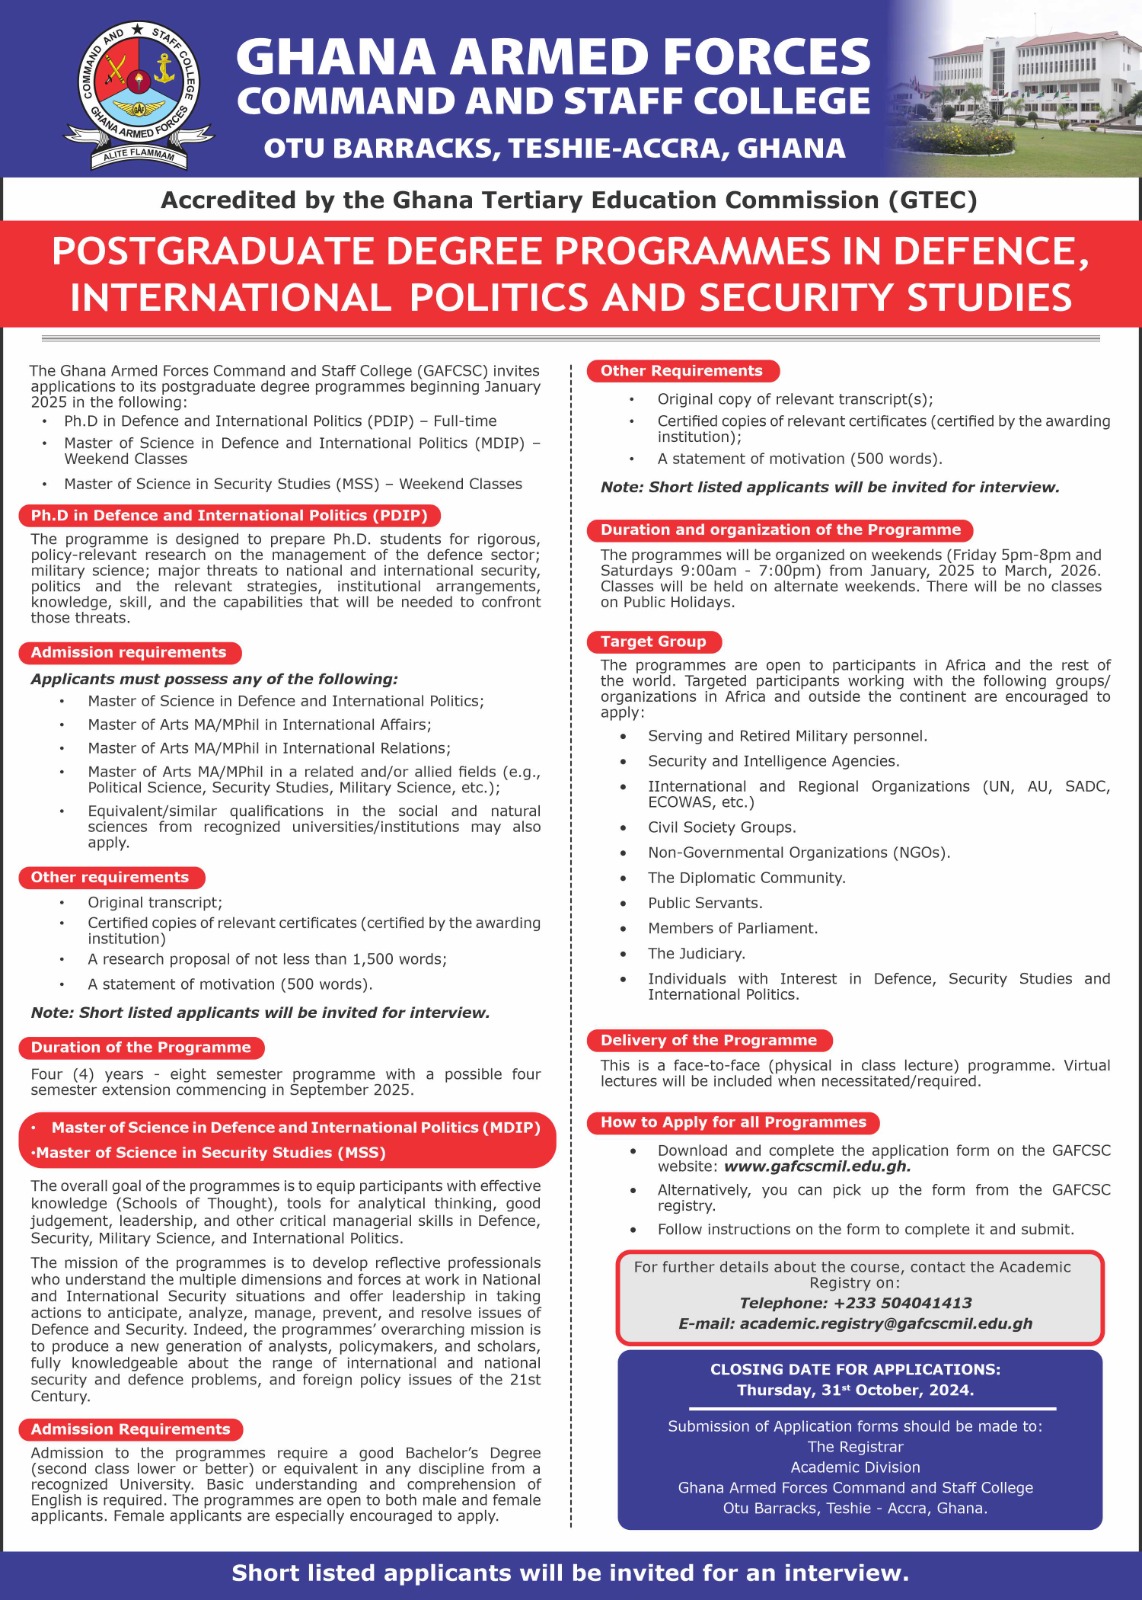 COMMAND AND STAFF COLLEGE
GHANA ARMED FORCES
ALITE FLAMMAM
GHANA ARMED FORCES
COMMAND AND STAFF COLLEGE
OTU BARRACKS, TESHIE-ACCRA, GHANA
Accredited by the Ghana Tertiary Education Commission (GTEC)
POSTGRADUATE DEGREE PROGRAMMES IN DEFENCE,
INTERNATIONAL POLITICS AND SECURITY STUDIES
The Ghana Armed Forces Command and Staff College (GAFCSC) invites
applications to its postgraduate degree programmes beginning January
2025 in the following:
• Ph.D in Defence and International Politics (PDIP) – Full-time
• Master of Science in Defence and International Politics (MDIP) –
Weekend Classes
• Master of Science in Security Studies (MSS) – Weekend Classes
Ph.D in Defence and International Politics (PDIP)
The programme is designed to prepare Ph.D. students for rigorous,
policy-relevant research on the management of the defence sector;
military science; major threats to national and international security,
politics and the relevant strategies, institutional arrangements,
knowledge, skill, and the capabilities that will be needed to confront
those threats.
Admission requirements
Applicants must possess any of the following:
• Master of Science in Defence and International Politics;
• Master of Arts MA/MPhil in International Affairs;
• Master of Arts MA/MPhil in International Relations;
• Master of Arts MA/MPhil in a related and/or allied fields (e.g.,
Political Science, Security Studies, Military Science, etc.);
• Equivalent/similar qualifications in the social and natural
sciences from recognized universities/institutions may also
apply.
Other requirements
• Original transcript;
• Certified copies of relevant certificates (certified by the awarding
institution)
• A research proposal of not less than 1,500 words;
• A statement of motivation (500 words).
Note: Short listed applicants will be invited for interview.
Duration of the Programme
Four (4) years - eight semester programme with a possible four
semester extension commencing in September 2025.
• Master of Science in Defence and International Politics (MDIP)
•Master of Science in Security Studies (MSS)
The overall goal of the programmes is to equip participants with effective
knowledge (Schools of Thought), tools for analytical thinking, good
judgement, leadership, and other critical managerial skills in Defence,
Security, Military Science, and International Politics.
The mission of the programmes is to develop reflective professionals
who understand the multiple dimensions and forces at work in National
and International Security situations and offer leadership in taking
actions to anticipate, analyze, manage, prevent, and resolve issues of
Defence and Security. Indeed, the programmes’ overarching mission is
to produce a new generation of analysts, policymakers, and scholars,
fully knowledgeable about the range of international and national
security and defence problems, and foreign policy issues of the 21st
Century.
Admission Requirements
Admission to the programmes require a good Bachelor’s Degree
(second class lower or better) or equivalent in any discipline from a
recognized University. Basic understanding and comprehension of
English is required. The programmes are open to both male and female
applicants. Female applicants are especially encouraged to apply.
Other Requirements
• Original copy of relevant transcript(s);
• Certified copies of relevant certificates (certified by the awarding
institution);
• A statement of motivation (500 words).
Note: Short listed applicants will be invited for interview.
Duration and organization of the Programme
The programmes will be organized on weekends (Friday 5pm-8pm and
Saturdays 9:00am - 7:00pm) from January, 2025 to March, 2026.
Classes will be held on alternate weekends. There will be no classes
on Public Holidays.
Target Group
The programmes are open to participants in Africa and the rest of
the world. Targeted participants working with the following groups/
organizations in Africa and outside the continent are encouraged to
apply:
• Serving and Retired Military personnel.
• Security and Intelligence Agencies.
• IInternational and Regional Organizations (UN, AU, SADC,
ECOWAS, etc.)
• Civil Society Groups.
• Non-Governmental Organizations (NGOs).
• The Diplomatic Community.
• Public Servants.
• Members of Parliament.
• The Judiciary.
• Individuals with Interest in Defence, Security Studies and
International Politics.
Delivery of the Programme
This is a face-to-face (physical in class lecture) programme. Virtual
lectures will be included when necessitated/required.
How to Apply for all Programmes
• Download and complete the application form on the GAFCSC
website: www.gafcscmil.edu.gh.
• Alternatively, you can pick up the form from the GAFCSC
registry.
• Follow instructions on the form to complete it and submit.
For further details about the course, contact the Academic
Registry on:
Telephone: +233 504041413
E-mail: academic.registry@gafcscmil.edu.gh
CLOSING DATE FOR APPLICATIONS:
Thursday, 31st October, 2024.
Submission of Application forms should be made to:
The Registrar
Academic Division
Ghana Armed Forces Command and Staff College
Otu Barracks, Teshie - Accra, Ghana.
Short listed applicants will be invited for an interview.